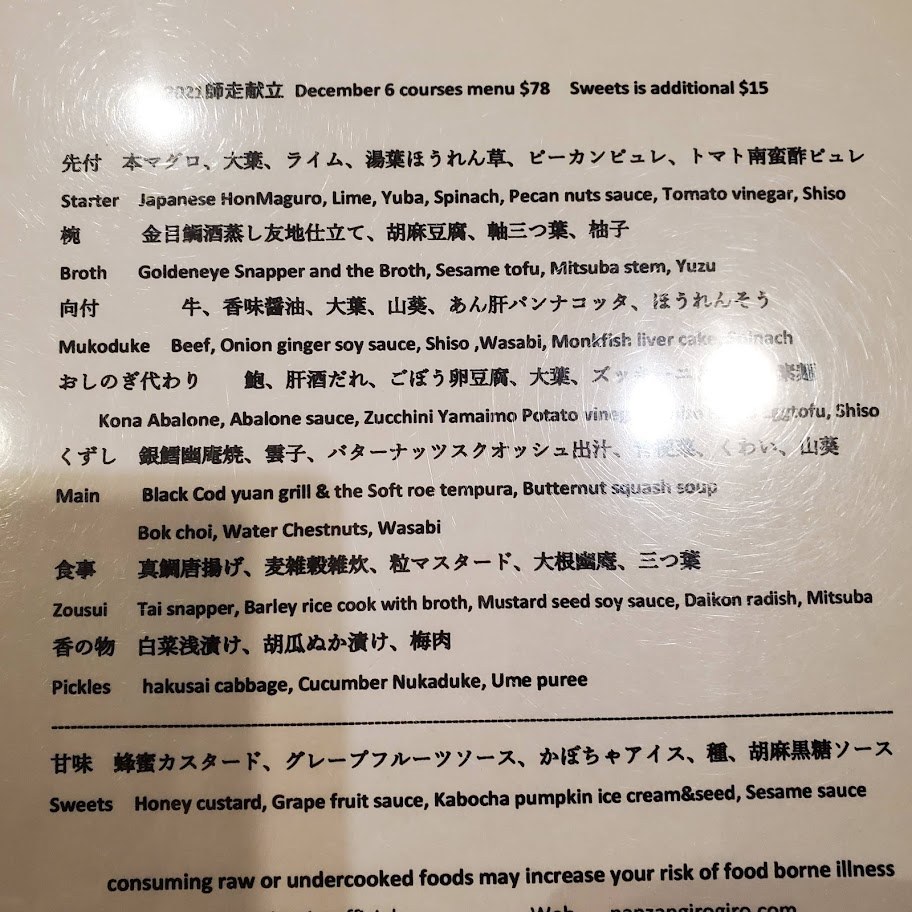 2021師走献立 December 6 courses menu $78 Sweets is additional $15
先付 本マグロ、大葉、ライム、湯葉ほうれん草、ピーカンピュレ、トマト南蛮酢ピュレ
Starter Japanese HonMaguro, Lime, Yuba, Spinach, Pecan nuts sauce, Tomato vinegar, Shiso
椀 金目鯛酒蒸し友地仕立て、胡麻豆腐、軸三つ葉、柚子
Broth Goldeneye Snapper and the Broth, Sesame tofu, Mitsuba stem, Yuzu
向付 牛、香味醤油、大葉、山葵、あん肝パンナコッタ、ほうれんそう
Mukoduke Beef, Onion ginger soy sauce, Shiso ,Wasabi, Monkfish liver cake, Spinach
おしのぎ代わり 鮑、肝酒だれ、ごぼう卵豆腐、大葉、ズッキーニ
Kona Abalone, Abalone sauce, Zucchini Yamaimo Potato Shiso
くずし 銀鱈幽庵焼、雲子、バターナッツスクオッシュ出汁、 くわい、山葵
Main Black Cod yuan grill & the Soft roe tempura, Butternut squash soup
Bok choi, Water Chestnuts, Wasabi
食事 真鯛唐揚げ、麦雑穀雑炊、粒マスタード、大根幽庵、三つ葉
Zousui Tai snapper, Barley rice cook with broth, Mustard seed soy sauce, Daikon radish, Mitsuba
香の物 白菜浅漬け、胡瓜ぬか漬け、梅肉
Pickles hakusai cabbage, Cucumber Nukaduke, Ume puree
甘味 蜂蜜カスタード、グレープフルーツソース、かぼちゃアイス、種、胡麻黒糖ソース
Sweets Honey custard, Grape fruit sauce, Kabocha pumpkin ice cream&seed, Sesame sauce
consuming raw or undercooked foods may increase your risk of food borne illness